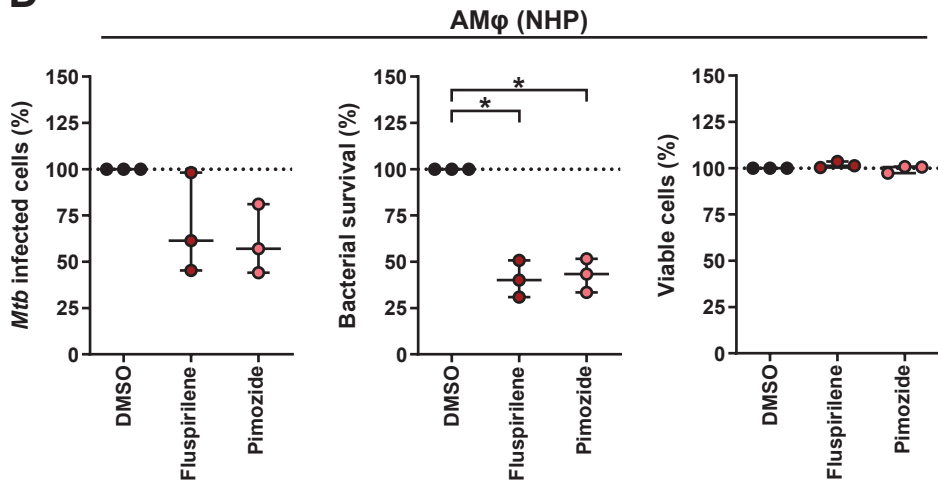 D
AMφ (NHP)
Mtb infected cells (%)
150
125
100
75
50
25
0
DMSO
Fluspirilene
Pimozide
Bacterial survival (%)
150
125
100
75
50
25
0
*
*
DMSO
Fluspirilene
Pimozide
Viable cells (%)
150
125
100
75
50
25
0
DMSO
Fluspirilene
Pimozide